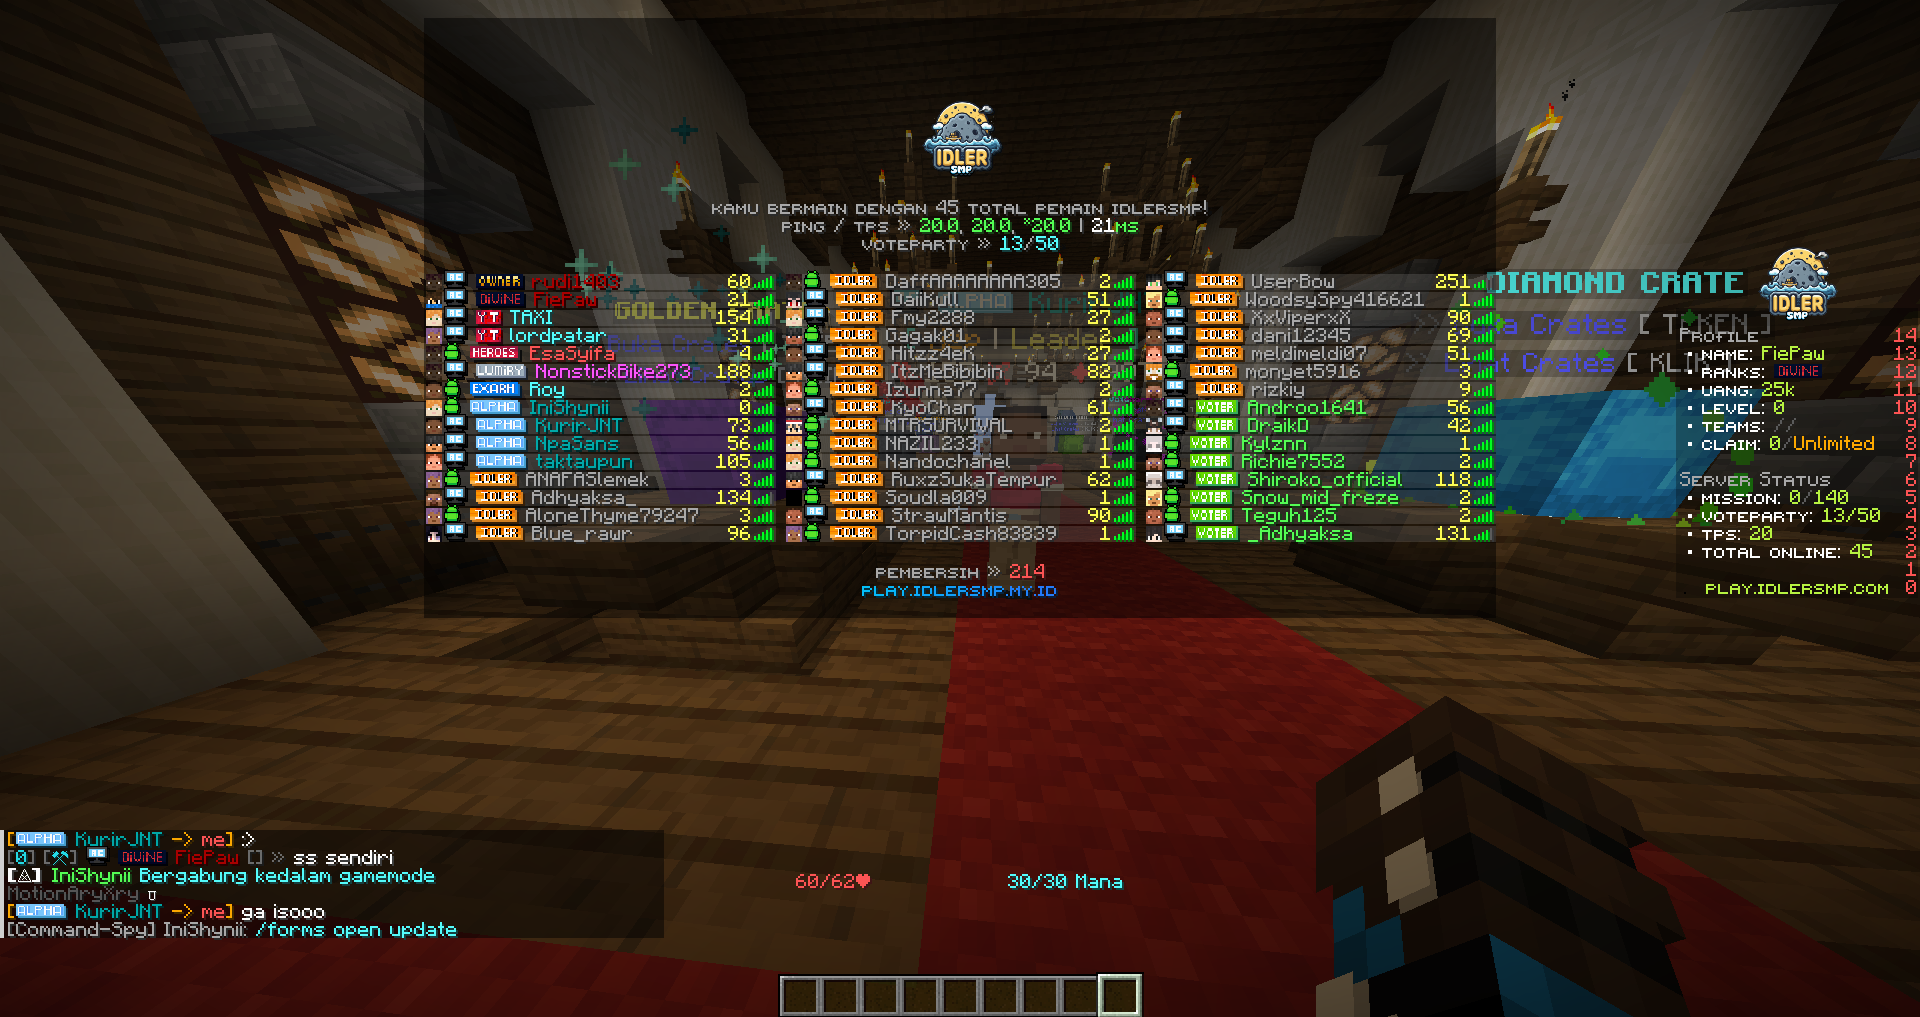 IDLER
SMP
KAMU BERMAIN DENGAN 45 TOTAL PEMAIN IDLERSMP!
PING / TPS » 20.0, 20.0, *20.0 | 21MS
VOTEPARTY » 13/50
OWNER rudi1403 60
DIVINE FiePaw 21
YT TAXI 154
YT lordpatar 31
HEROES EsaSyifa 4
LUMIRY NonstickBike273 188
EXARH Roy 2
ALPHA IniShynii 0
ALPHA KurirJNT 73
ALPHA NpaSans 56
ALPHA taktaupun 105
IDLER ANAFASlemek 3
IDLER Adhyaksa_ 134
IDLER AloneThyme79247 3
IDLER Blue_rawr 96
IDLER DaffAAAAAAAA305 2
IDLER DaiiKull 51
IDLER Fmy2288 27
IDLER Gagak01 2
IDLER Hitzz4eK 27
IDLER ItzMeBibibin 82
IDLER Izunna77 2
IDLER KyoChan 61
IDLER MTRSURVIVAL 2
IDLER NAZIL233 1
IDLER Nandochanel 1
IDLER RuxzSukaTempur 62
IDLER Soudla009 1
IDLER StrawMantis 90
IDLER TorpidCash83839 1
IDLER UserBow 251
IDLER WoodsySpy416621 1
IDLER XxViperxX 90
IDLER dani12345 69
IDLER meldimeldi07 51
IDLER monyet5916 3
IDLER rizkiy 9
VOTER Androo1641 56
VOTER DraikD 42
VOTER Kylznn 1
VOTER Richie7552 2
VOTER Shiroko_official 118
VOTER Snow_mid_freze 2
VOTER Teguh125 2
VOTER _Adhyaksa 131
PEMBERSIH » 214
PLAY.IDLERSMP.MY.ID
GOLDEN
DIAMOND CRATE
Crates [
Crates [ KLIK
IDLER
SMP
PROFILE 14
• NAME: FiePaw 13
• RANKS: DIVINE 12
• UANG: 25k 11
• LEVEL: 0 10
• TEAMS: // 9
• CLAIM: 0/Unlimited 8
7
SERVER STATUS 6
• MISSION: 0/140 5
• VOTEPARTY: 13/50 4
• TPS: 20 3
• TOTAL ONLINE: 45 2
1
PLAY.IDLERSMP.COM 0
[ALPHA KurirJNT -> me] :>
[0] [⚒] DIVINE FiePaw [] » ss sendiri
[⚠] IniShynii Bergabung kedalam gamemode
MotionAryXry
[ALPHA KurirJNT -> me] ga isooo
[Command-Spy] IniShynii: /forms open update
60/62♥
30/30 Mana